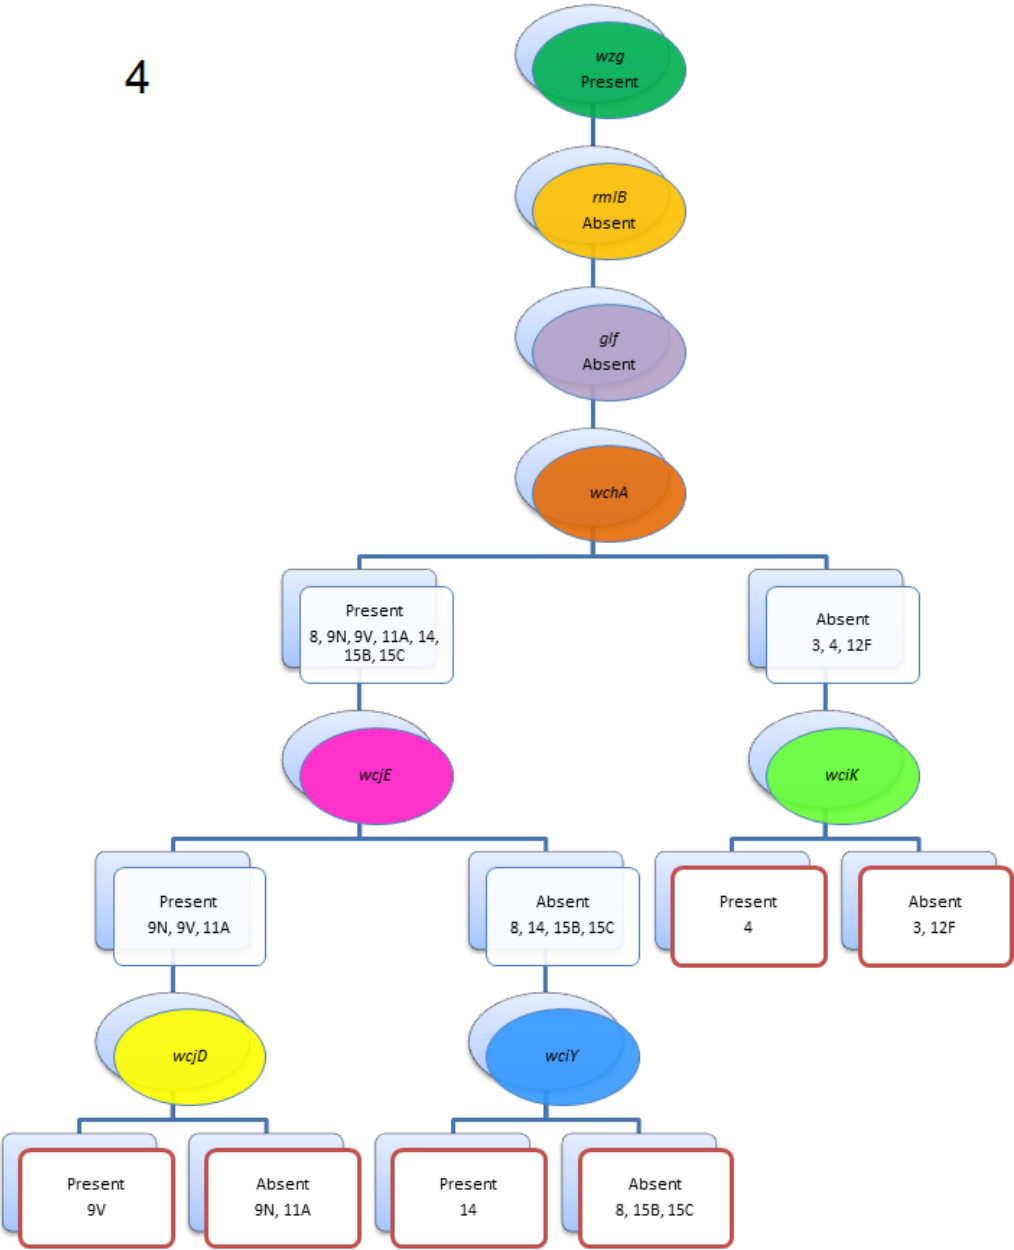 4
wzg
Present
rmlB
Absent
glf
Absent
wchA
Present
8, 9N, 9V, 11A, 14,
15B, 15C
Absent
3, 4, 12F
wcjE
wciK
Present
9N, 9V, 11A
Absent
8, 14, 15B, 15C
Present
4
Absent
3, 12F
wcjD
wciY
Present
9V
Absent
9N, 11A
Present
14
Absent
8, 15B, 15C